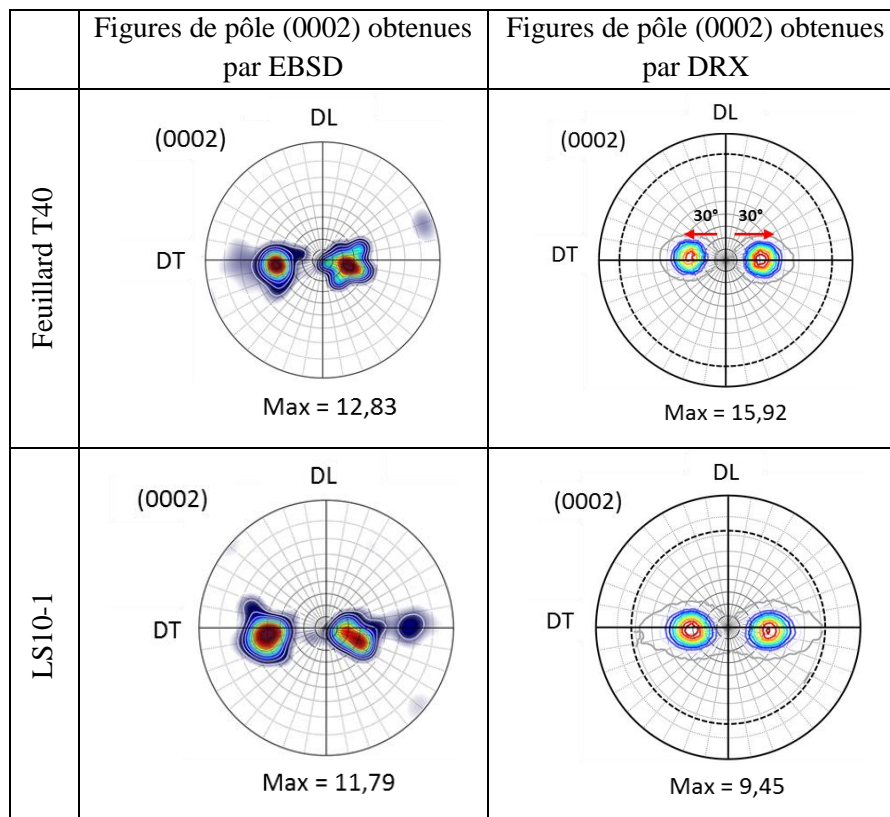 Figures de pôle (0002) obtenues
par EBSD
Figures de pôle (0002) obtenues
par DRX
Feuillard T40
(0002)
DL
DT
Max = 12,83
(0002)
DL
30° 30°
DT
Max = 15,92
LS10-1
(0002)
DL
DT
Max = 11,79
(0002)
DL
DT
Max = 9,45